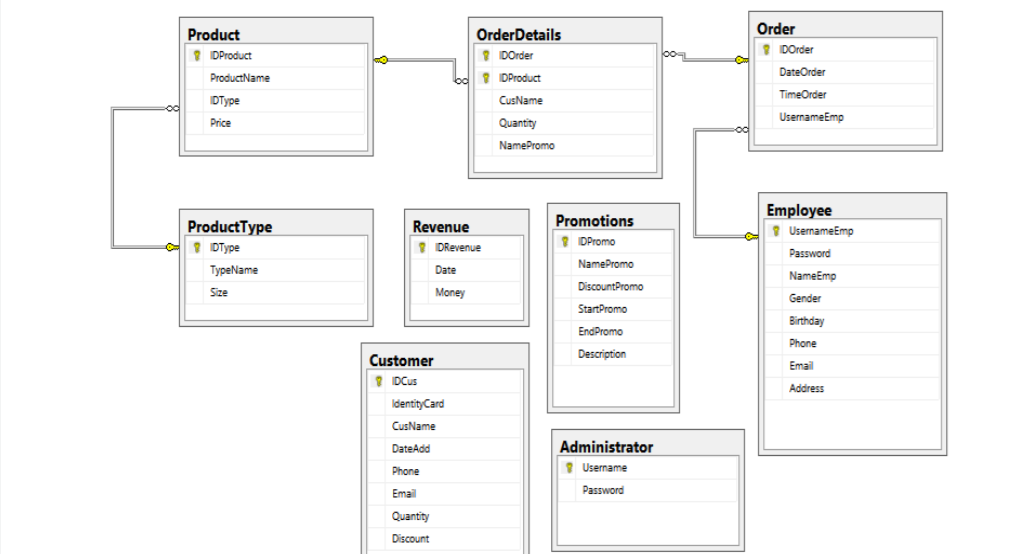 Product
IDProduct
ProductName
IDType
Price
OrderDetails
IDOrder
IDProduct
CusName
Quantity
NamePromo
Order
IDOrder
DateOrder
TimeOrder
UsernameEmp
ProductType
IDType
TypeName
Size
Revenue
IDRevenue
Date
Money
Promotions
IDPromo
NamePromo
DiscountPromo
StartPromo
EndPromo
Description
Employee
UsernameEmp
Password
NameEmp
Gender
Birthday
Phone
Email
Address
Customer
IDCus
IdentityCard
CusName
DateAdd
Phone
Email
Quantity
Discount
Administrator
Username
Password